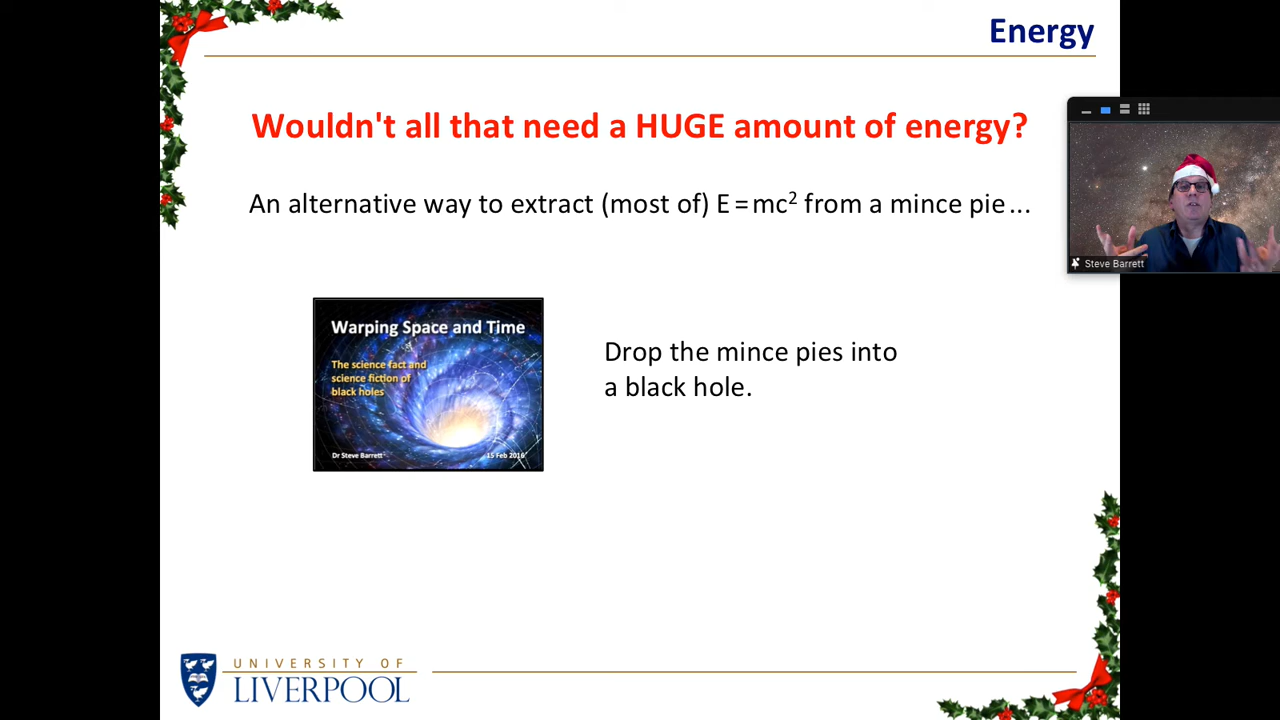 Energy
Wouldn't all that need a HUGE amount of energy?
An alternative way to extract (most of) E = mc² from a mince pie ...
Steve Barrett
Warping Space and Time
The science fact and
science fiction of
black holes
Dr Steve Barrett
15 Feb 2016
Drop the mince pies into
a black hole.
UNIVERSITY OF
LIVERPOOL